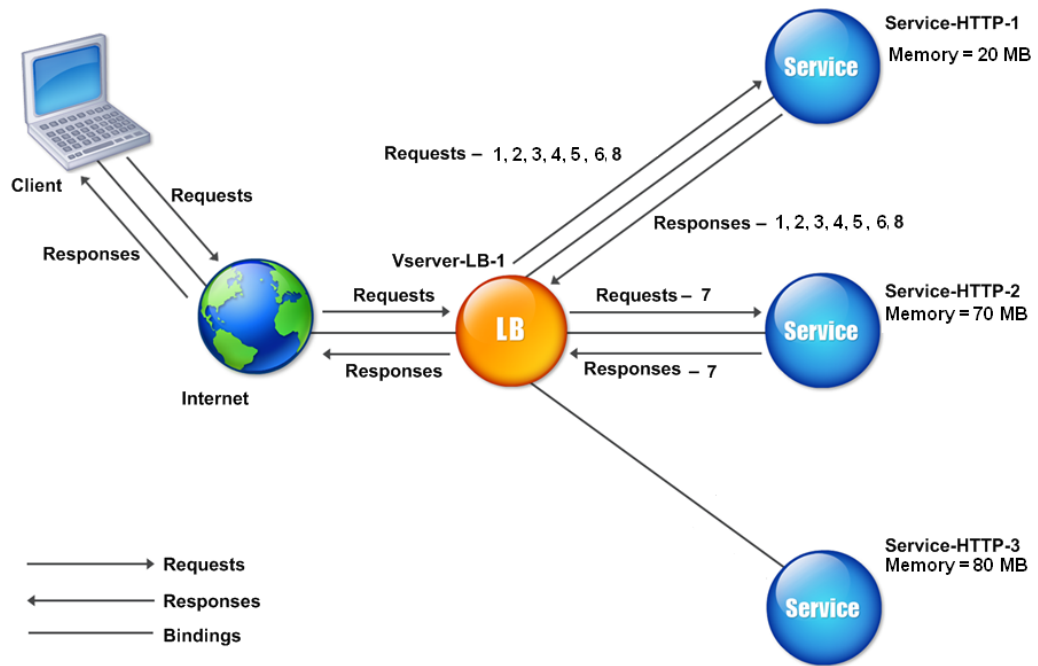 Service-HTTP-1
Memory = 20 MB
Service
Requests – 1, 2, 3, 4, 5, 6, 8
Client
Requests
Responses – 1, 2, 3, 4, 5, 6, 8
Responses
Vserver-LB-1
Service-HTTP-2
Memory = 70 MB
Requests
Requests – 7
LB
Service
Responses
Responses – 7
Internet
Service-HTTP-3
Memory = 80 MB
Service
Requests
Responses
Bindings